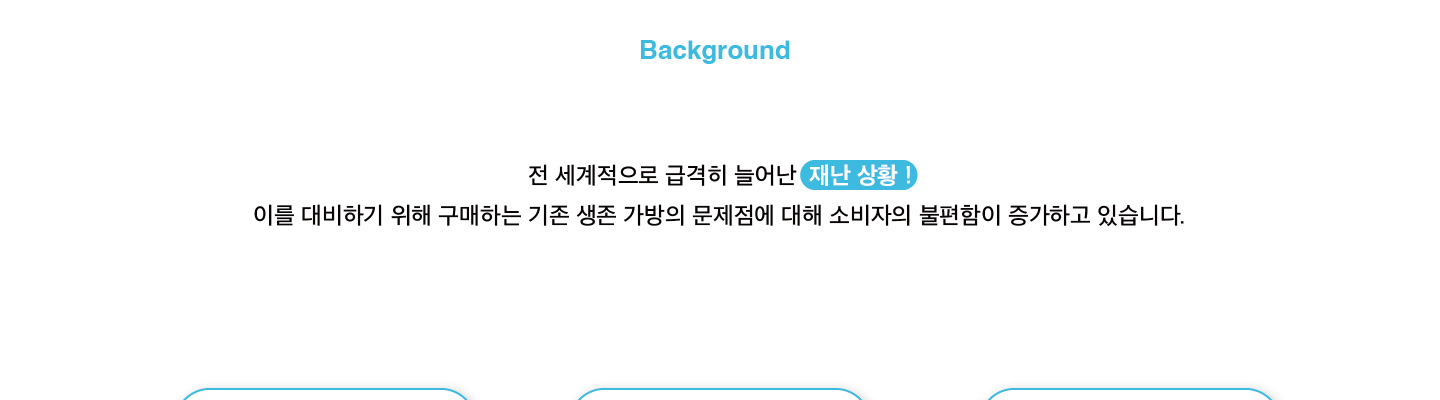 Background
전 세계적으로 급격히 늘어난 재난 상황 !
이를 대비하기 위해 구매하는 기존 생존 가방의 문제점에 대해 소비자의 불편함이 증가하고 있습니다.